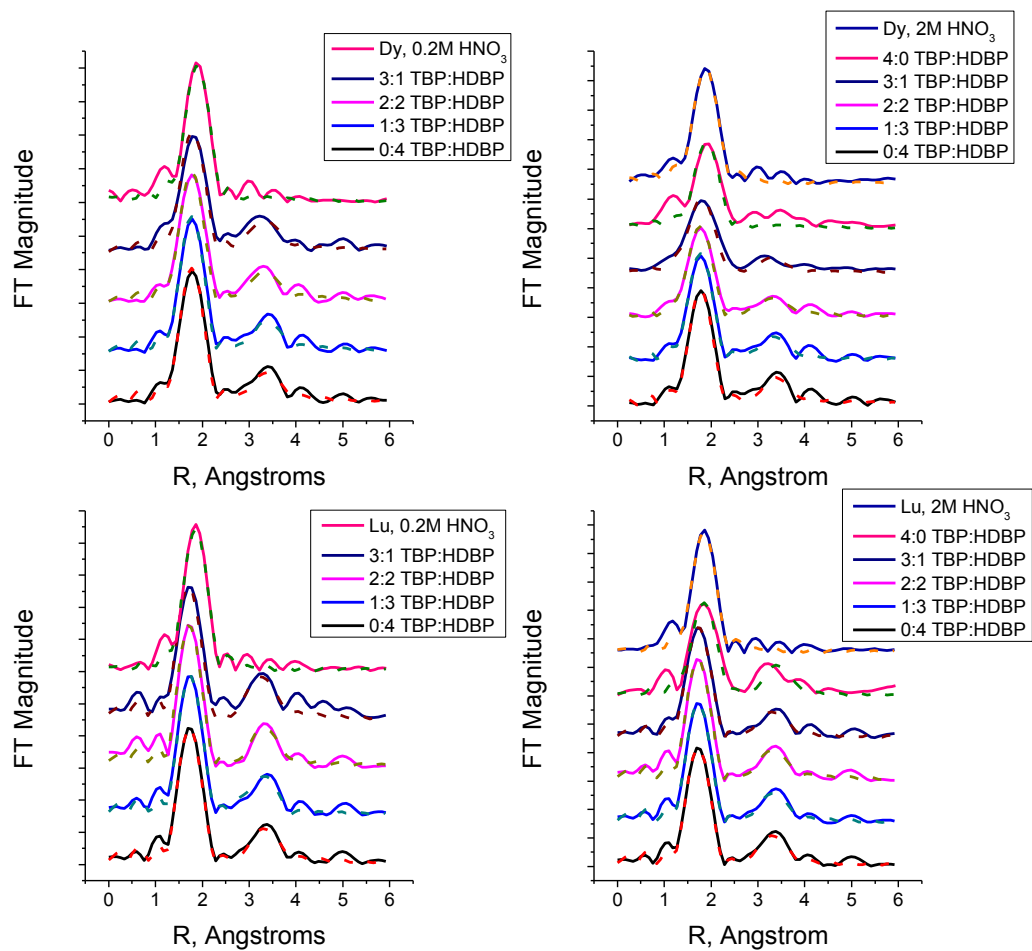 Dy, 0.2M HNO₃
3:1 TBP:HDBP
2:2 TBP:HDBP
1:3 TBP:HDBP
0:4 TBP:HDBP
FT Magnitude
0 1 2 3 4 5 6
R, Angstroms
Dy, 2M HNO₃
4:0 TBP:HDBP
3:1 TBP:HDBP
2:2 TBP:HDBP
1:3 TBP:HDBP
0:4 TBP:HDBP
FT Magnitude
0 1 2 3 4 5 6
R, Angstrom
Lu, 0.2M HNO₃
3:1 TBP:HDBP
2:2 TBP:HDBP
1:3 TBP:HDBP
0:4 TBP:HDBP
FT Magnitude
0 1 2 3 4 5 6
R, Angstroms
Lu, 2M HNO₃
4:0 TBP:HDBP
3:1 TBP:HDBP
2:2 TBP:HDBP
1:3 TBP:HDBP
0:4 TBP:HDBP
FT Magnitude
0 1 2 3 4 5 6
R, Angstrom